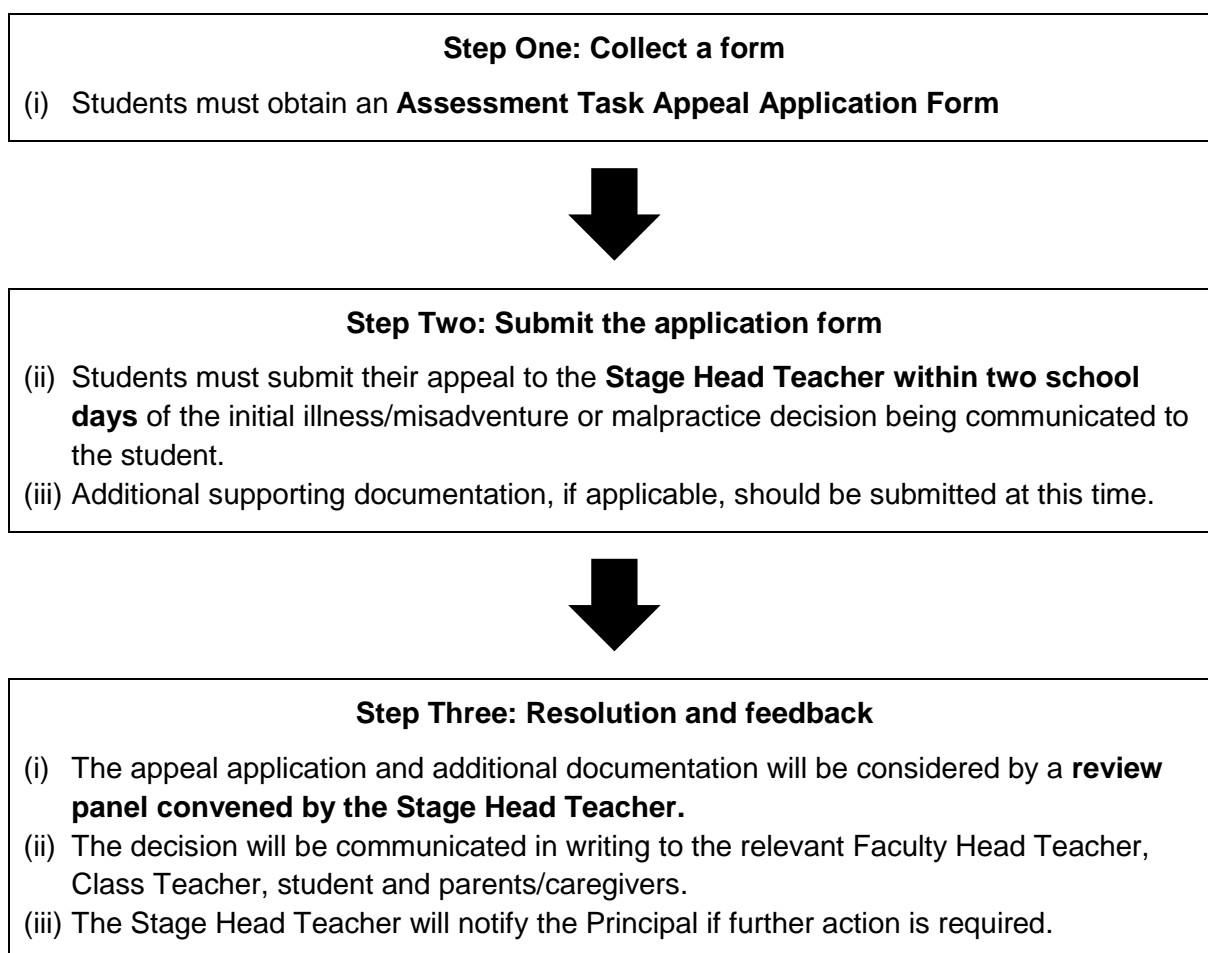 Step One: Collect a form
(i) Students must obtain an Assessment Task Appeal Application Form
Step Two: Submit the application form
(ii) Students must submit their appeal to the Stage Head Teacher within two school
days of the initial illness/misadventure or malpractice decision being communicated to
the student.
(iii) Additional supporting documentation, if applicable, should be submitted at this time.
Step Three: Resolution and feedback
(i) The appeal application and additional documentation will be considered by a review
panel convened by the Stage Head Teacher.
(ii) The decision will be communicated in writing to the relevant Faculty Head Teacher,
Class Teacher, student and parents/caregivers.
(iii) The Stage Head Teacher will notify the Principal if further action is required.